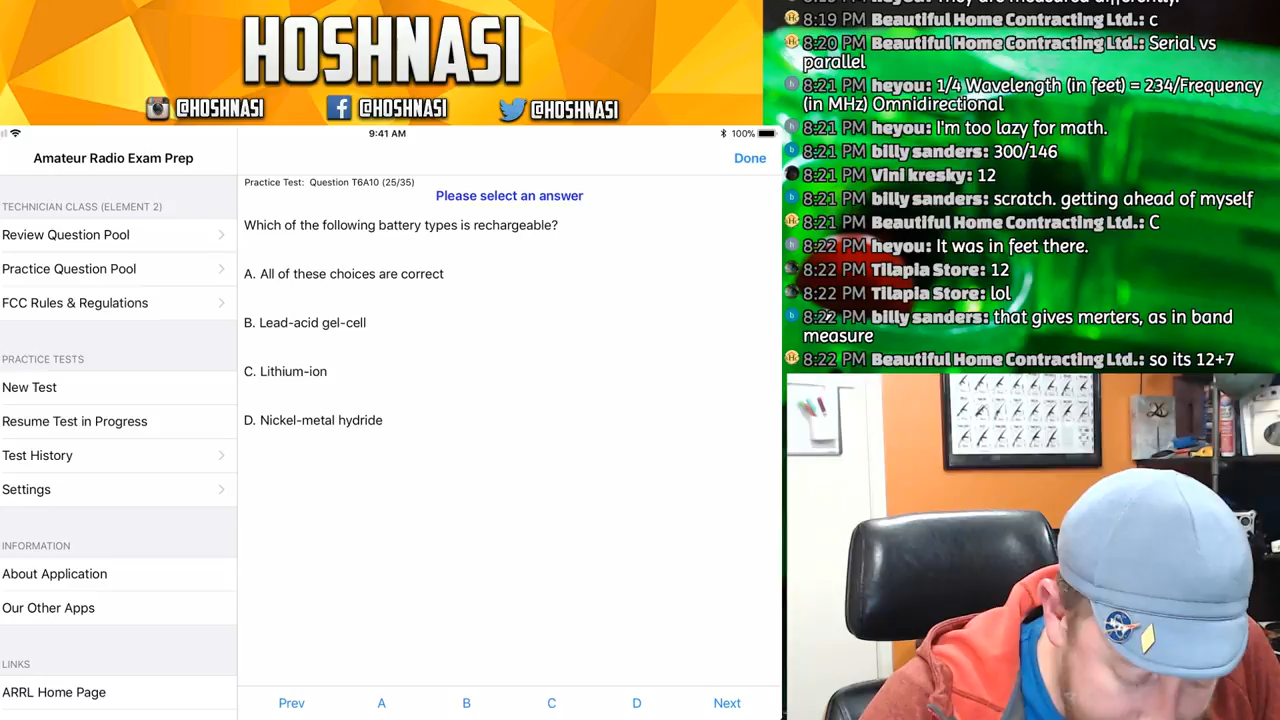 HOSHNASI
@HOSHNASI
@HOSHNASI
@HOSHNASI
9:41 AM
100%
Amateur Radio Exam Prep
Done
TECHNICIAN CLASS (ELEMENT 2)
Review Question Pool
Practice Question Pool
FCC Rules & Regulations
PRACTICE TESTS
New Test
Resume Test in Progress
Test History
Settings
INFORMATION
About Application
Our Other Apps
LINKS
ARRL Home Page
Practice Test: Question T6A10 (25/35)
Please select an answer
Which of the following battery types is rechargeable?
A. All of these choices are correct
B. Lead-acid gel-cell
C. Lithium-ion
D. Nickel-metal hydride
Prev
A
B
C
D
Next
8:19 PM Beautiful Home Contracting Ltd.: c
8:20 PM Beautiful Home Contracting Ltd.: Serial vs
parallel
8:21 PM heyou: 1/4 Wavelength (in feet) = 234/Frequency
(in MHz) Omnidirectional
8:21 PM heyou: I'm too lazy for math.
8:21 PM billy sanders: 300/146
8:21 PM Vini kresky: 12
8:21 PM billy sanders: scratch. getting ahead of myself
8:21 PM Beautiful Home Contracting Ltd.: C
8:22 PM heyou: It was in feet there.
8:22 PM Tilapia Store: 12
8:22 PM Tilapia Store: lol
8:22 PM billy sanders: that gives merters, as in band
measure
8:22 PM Beautiful Home Contracting Ltd.: so its 12+7